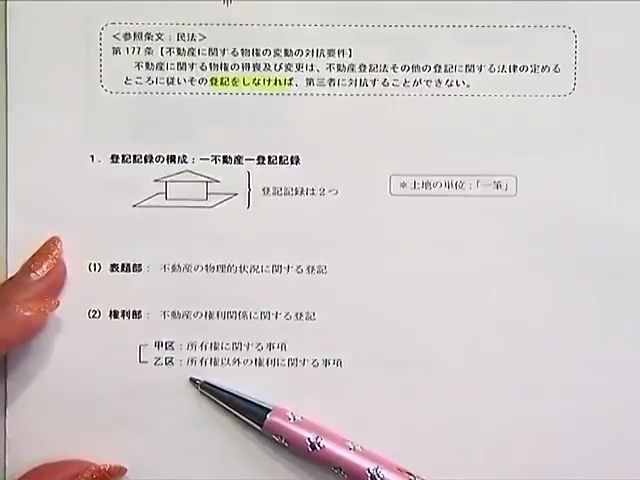 ＜参照条文：民法＞
第177条【不動産に関する物権の変動の対抗要件】
不動産に関する物権の得喪及び変更は、不動産登記法その他の登記に関する法律の定める
ところに従いその登記をしなければ、第三者に対抗することができない。
1．登記記録の構成：一不動産一登記記録
登記記録は2つ
＊土地の単位：「一筆」
(1) 表題部： 不動産の物理的状況に関する登記
(2) 権利部： 不動産の権利関係に関する登記
甲区：所有権に関する事項
乙区：所有権以外の権利に関する事項